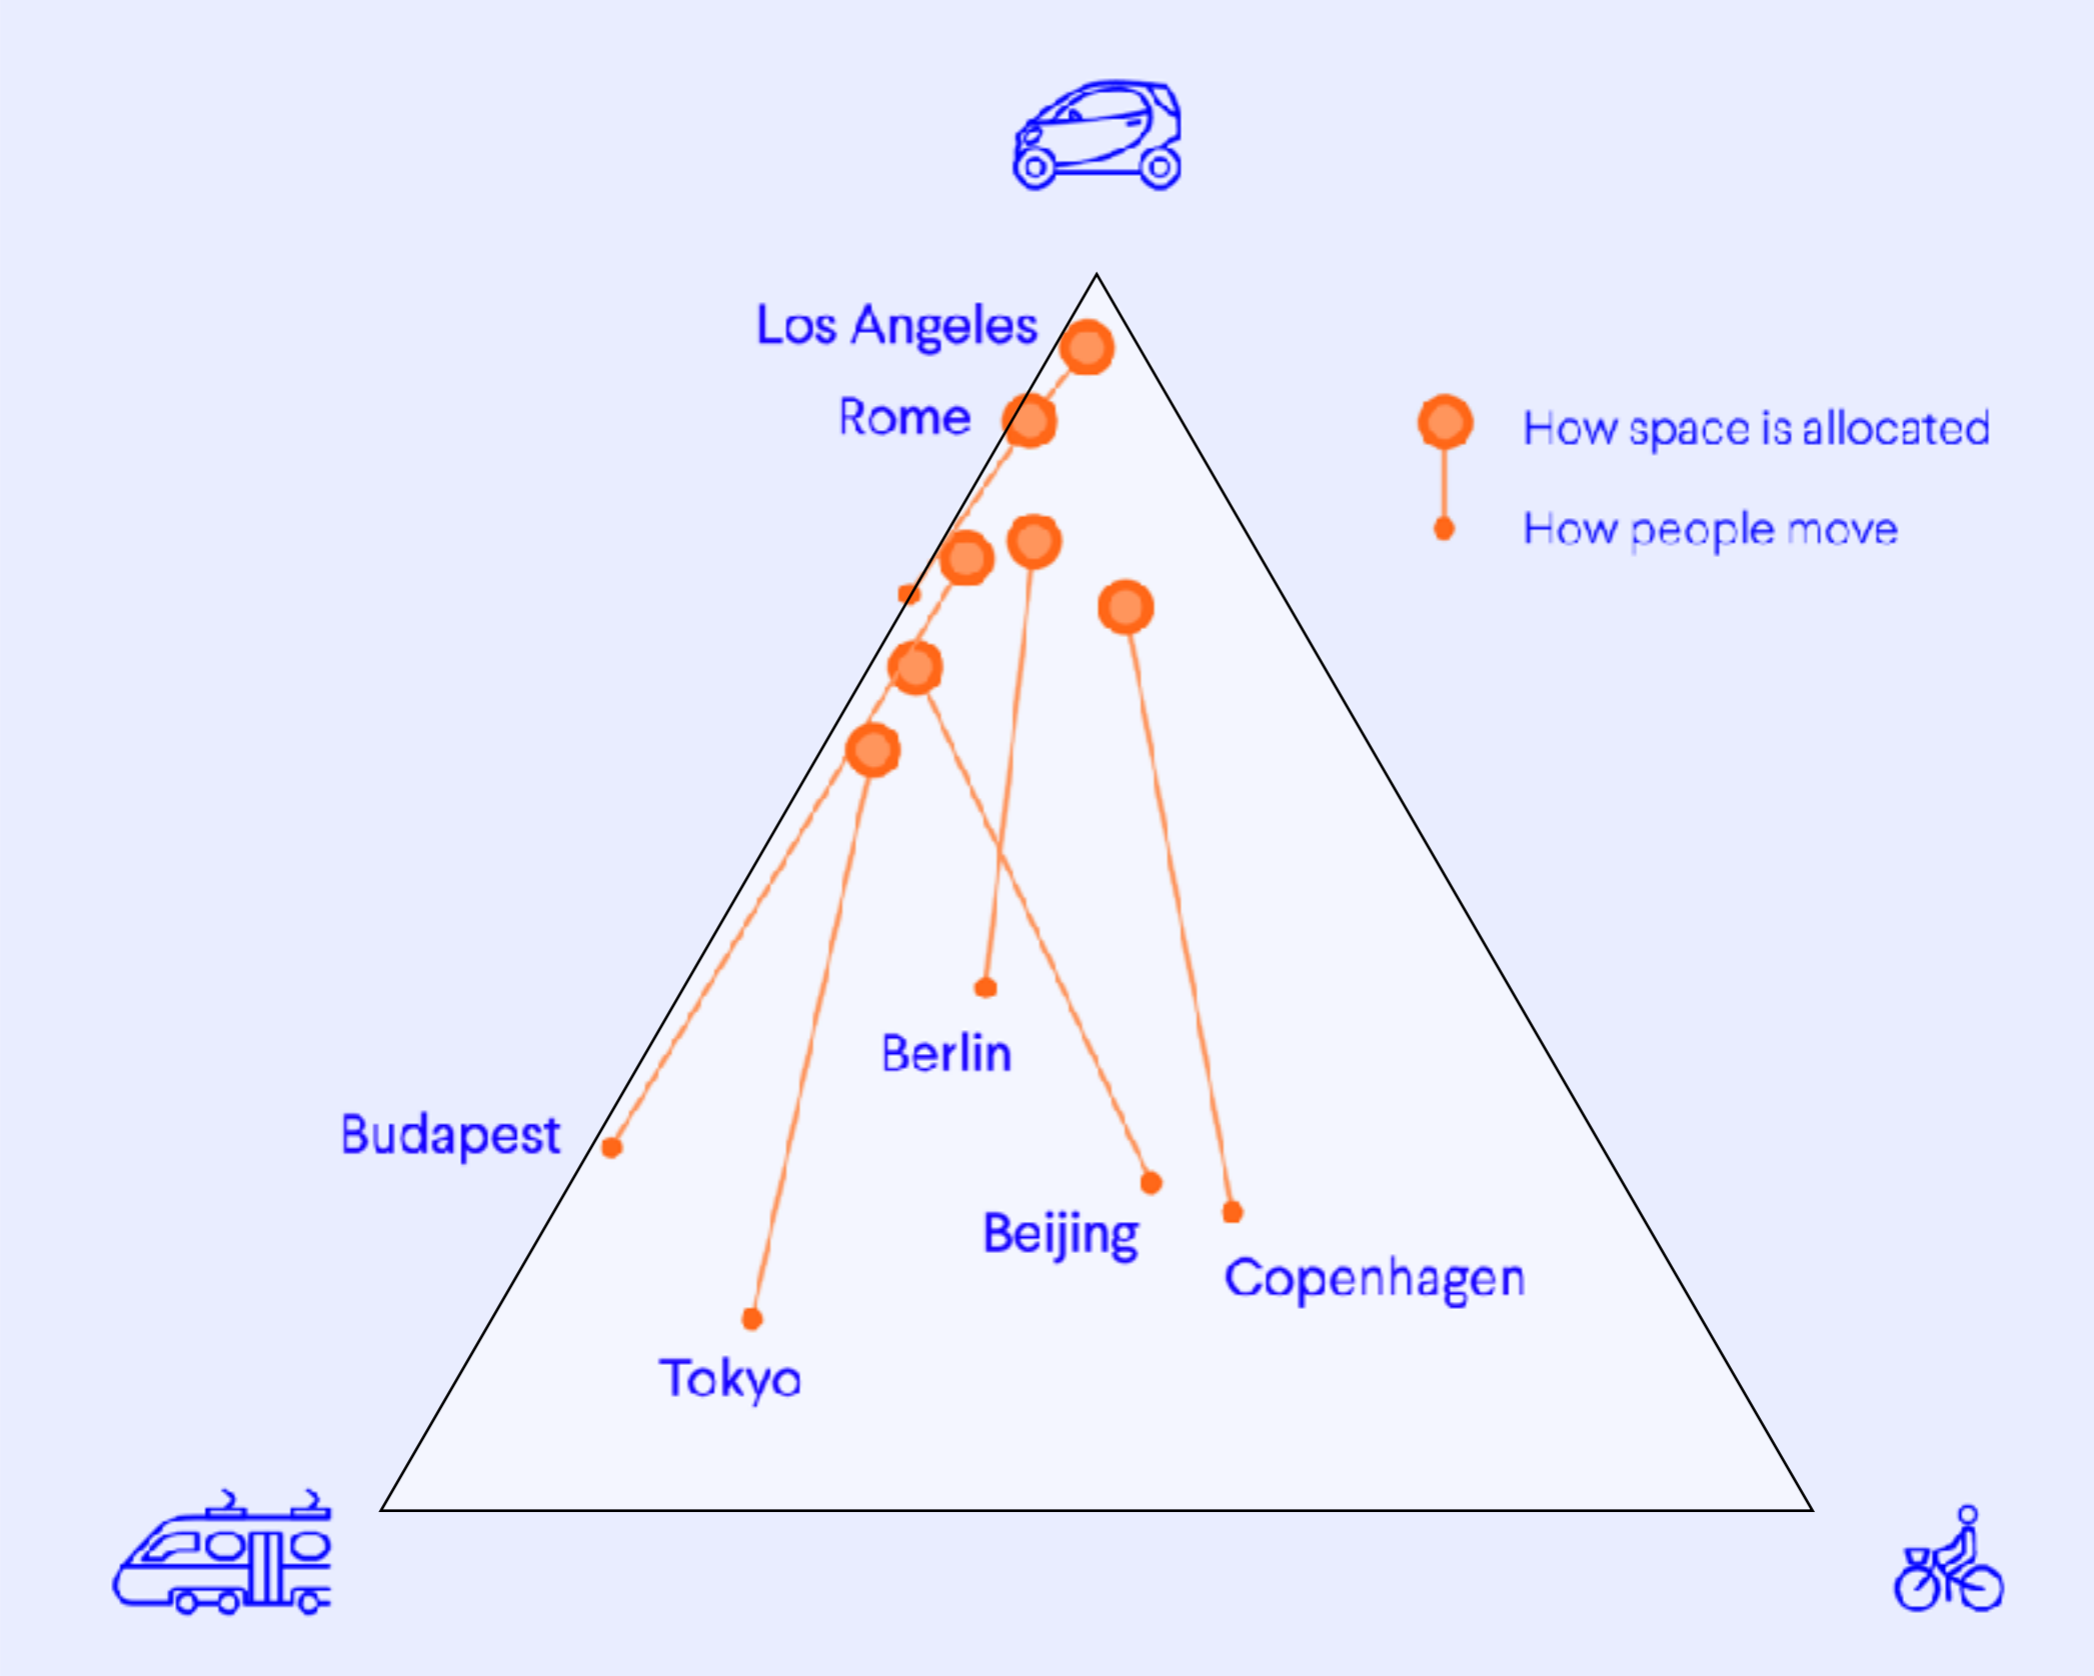 Los Angeles
Rome
How space is allocated
How people move
Berlin
Budapest
Beijing
Copenhagen
Tokyo